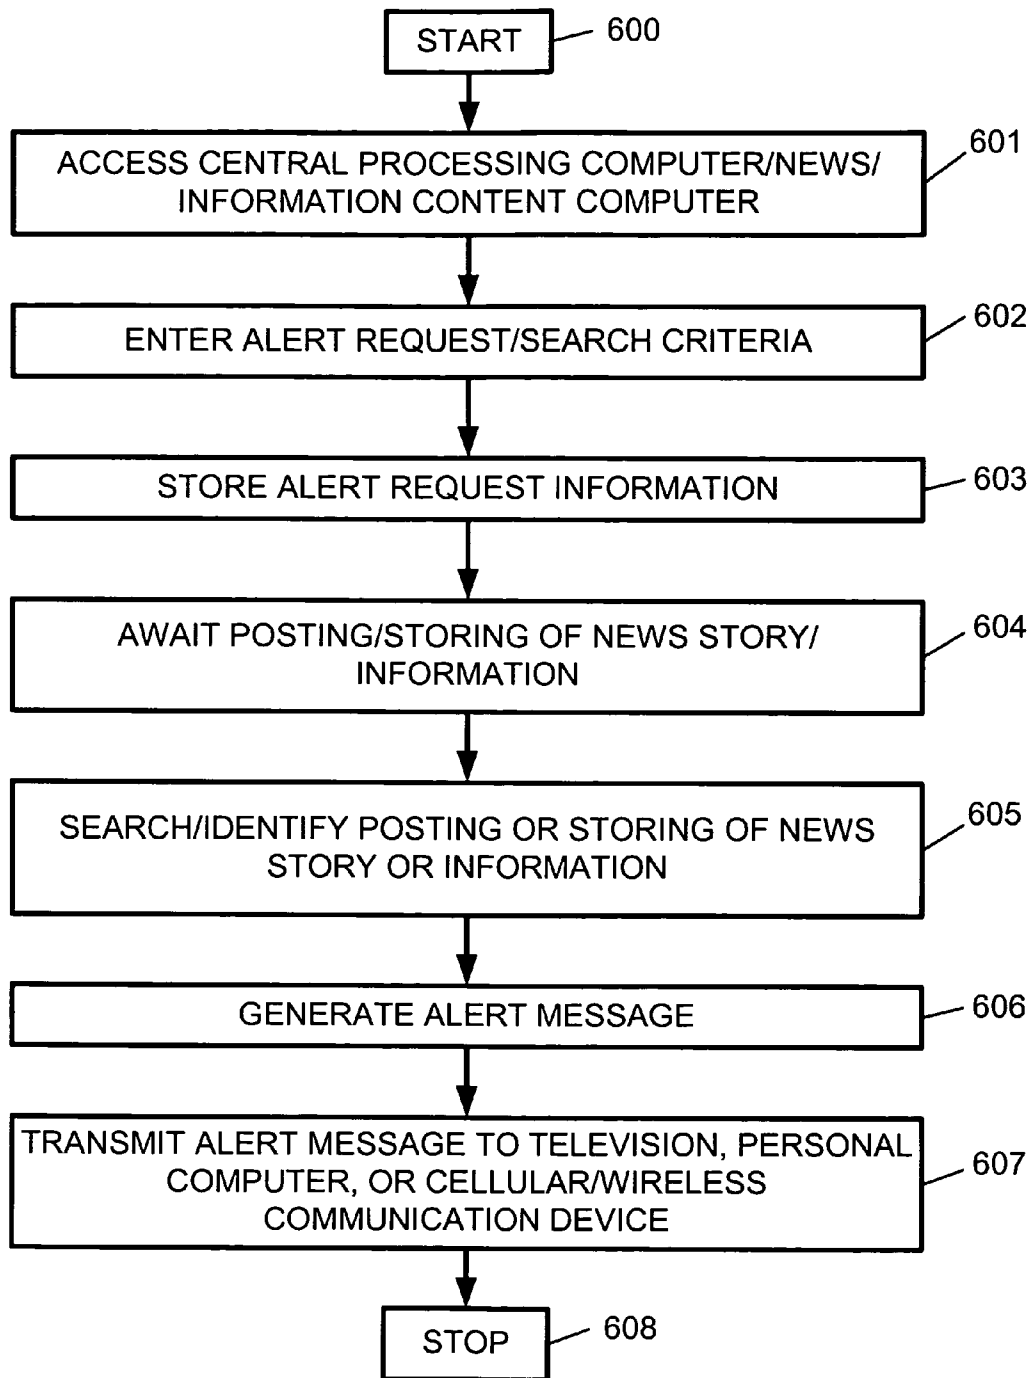 START
600
ACCESS CENTRAL PROCESSING COMPUTER/NEWS/
INFORMATION CONTENT COMPUTER
601
ENTER ALERT REQUEST/SEARCH CRITERIA
602
STORE ALERT REQUEST INFORMATION
603
AWAIT POSTING/STORING OF NEWS STORY/
INFORMATION
604
SEARCH/IDENTIFY POSTING OR STORING OF NEWS
STORY OR INFORMATION
605
GENERATE ALERT MESSAGE
606
TRANSMIT ALERT MESSAGE TO TELEVISION, PERSONAL
COMPUTER, OR CELLULAR/WIRELESS
COMMUNICATION DEVICE
607
STOP
608